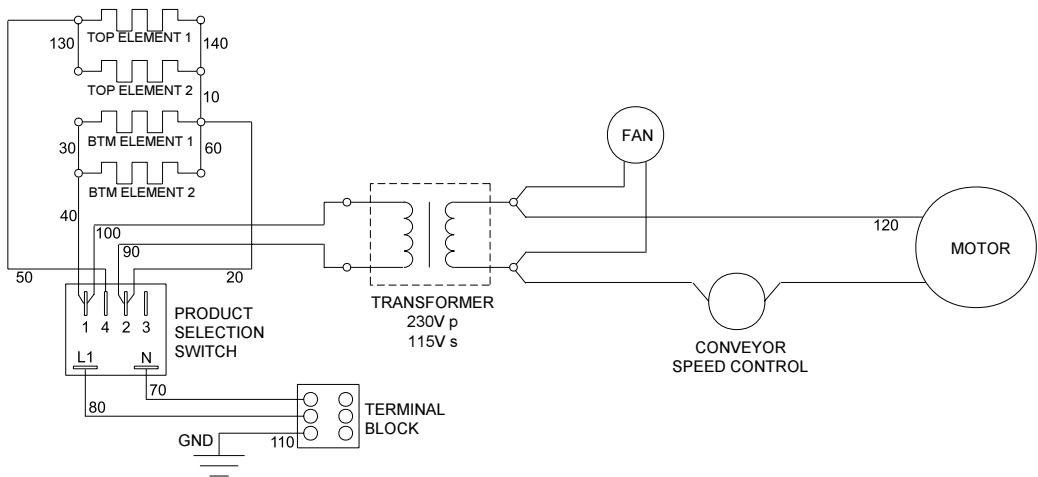 130
TOP ELEMENT 1
140
TOP ELEMENT 2
10
30
BTM ELEMENT 1
60
BTM ELEMENT 2
40
100
90
50
20
1 4 2 3
L1 N
PRODUCT
SELECTION
SWITCH
70
80
GND
110
TERMINAL
BLOCK
TRANSFORMER
230V p
115V s
FAN
120
MOTOR
CONVEYOR
SPEED CONTROL